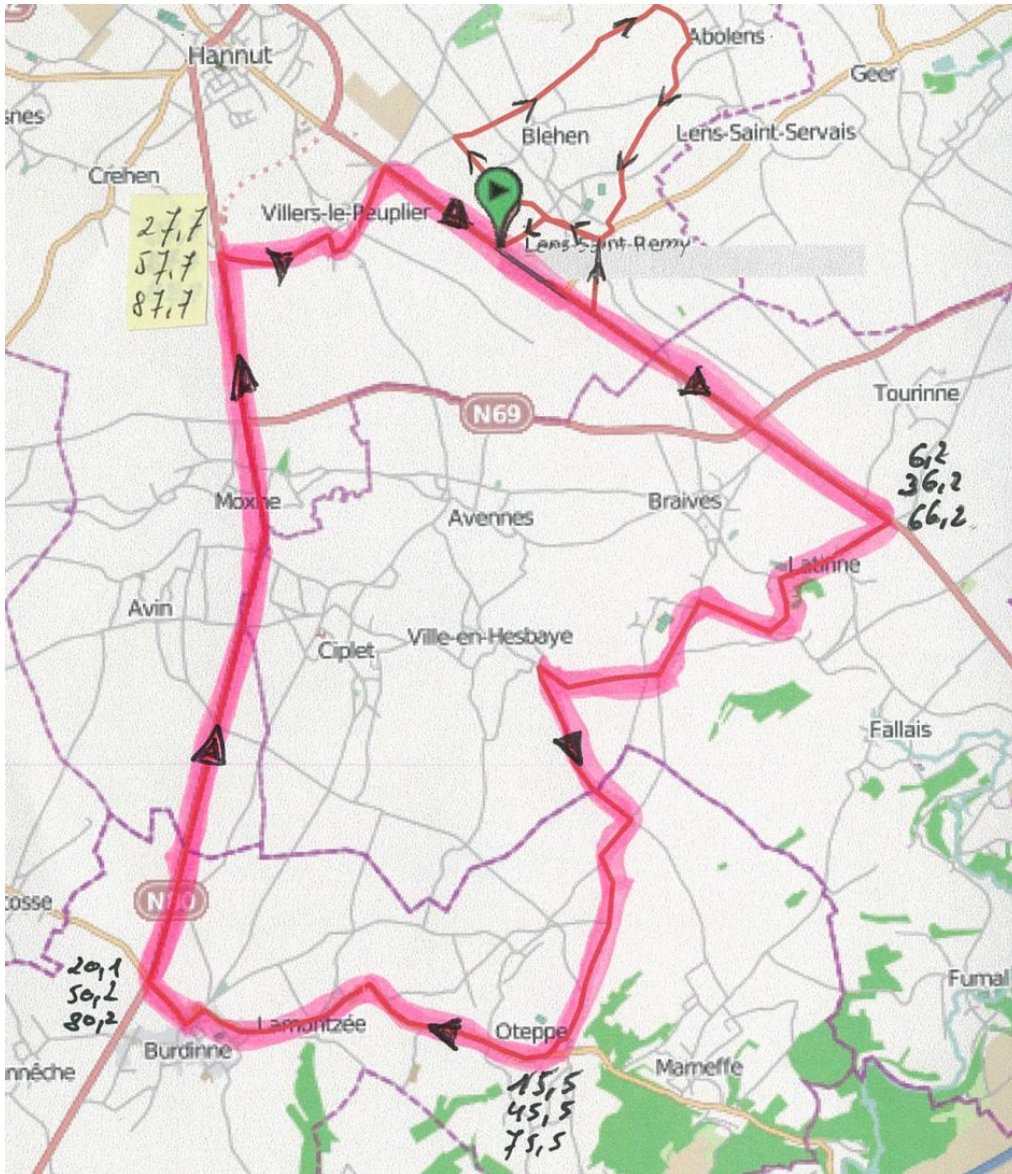 Hannut
Abolens
Geer
snes
Blehen
Lens-Saint-Servais
Crehen
Villers-le-Peuplier
27,7
57,7
87,7
Lens-Saint-Remy
N69
Tourinne
6,2
36,2
66,2
Moxhe
Avennes
Braives
Latinne
Avin
Ciplet
Ville-en-Hesbaye
Fallais
N80
cosse
20,1
50,2
80,2
Fumal
Lamontzée
Oteppe
Burdinne
Marneffe
nnêche
15,5
45,5
75,5